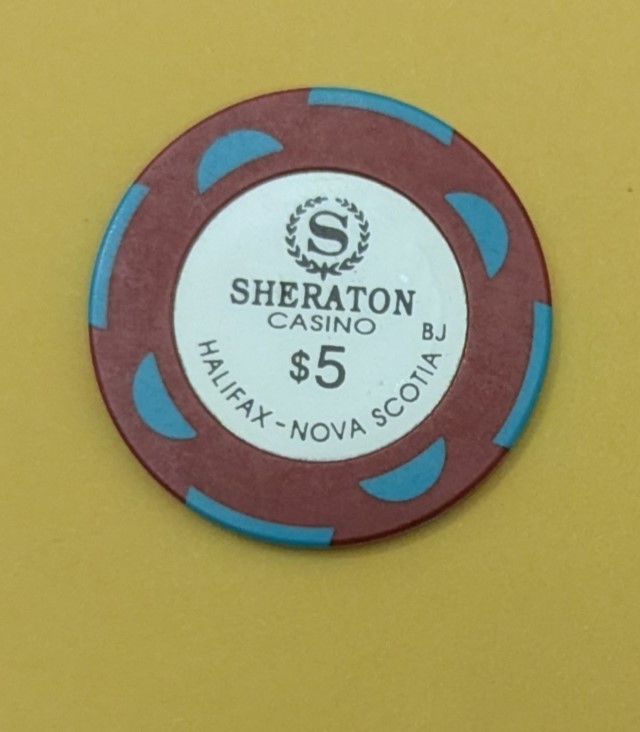 S
SHERATON
CASINO
BJ
$5
HALIFAX - NOVA SCOTIA